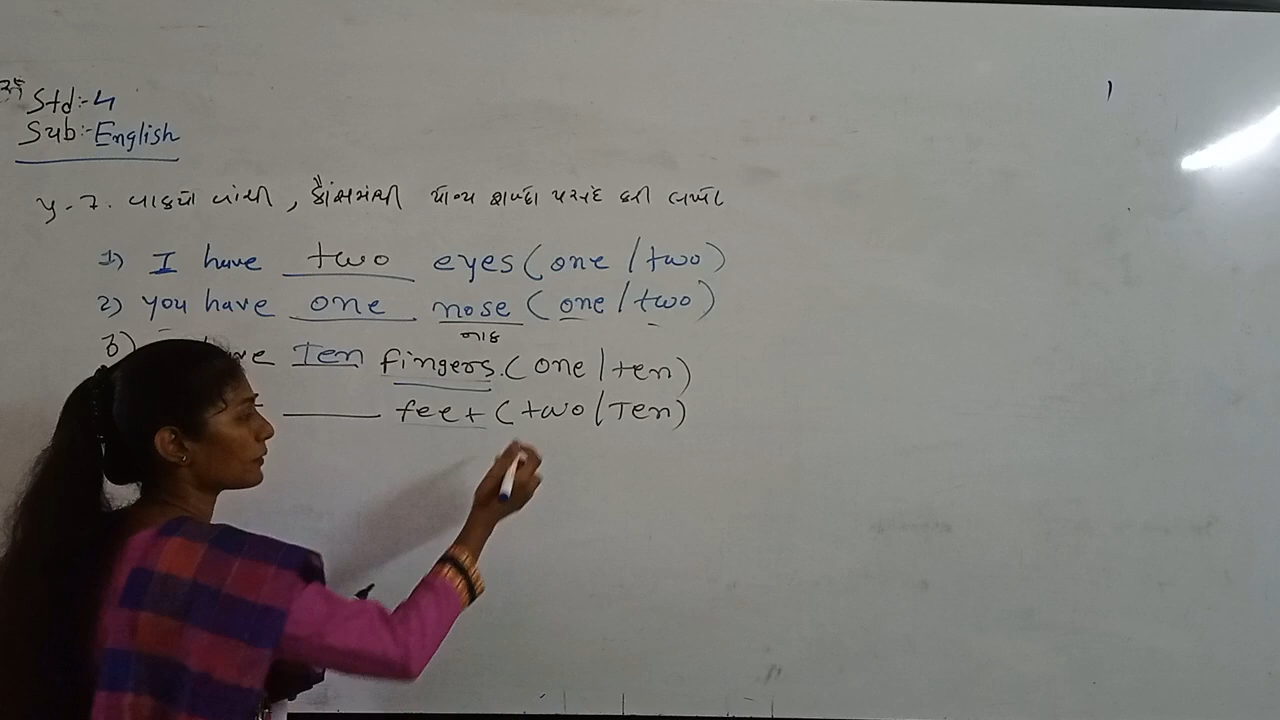 Std:-4
Sub:-English
પ્ર-7. વાક્યો વાંચી, કૌંસમાંથી યોગ્ય શબ્દો પસંદ કરી લખો
1) I have two eyes (one / two)
2) you have one nose (one / two)
નાક
3) Ten fingers. (one / ten)
____ feet (two / Ten)